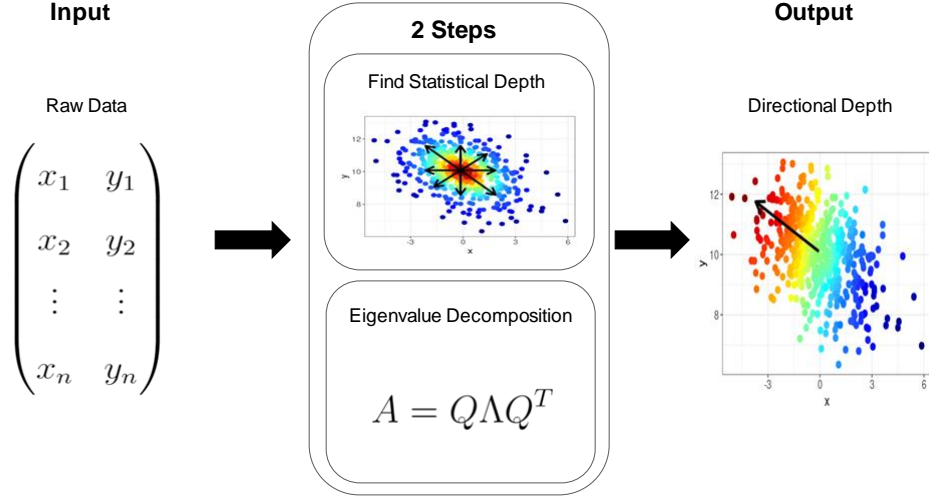 Input
2 Steps
Output
Raw Data
x₁ y₁
x₂ y₂
⋮ ⋮
xₙ yₙ
Find Statistical Depth
12
10
8
y
-3 0 3 6
x
Eigenvalue Decomposition
A = QΛQᵀ
Directional Depth
12
10
8
y
-3 0 3 6
x